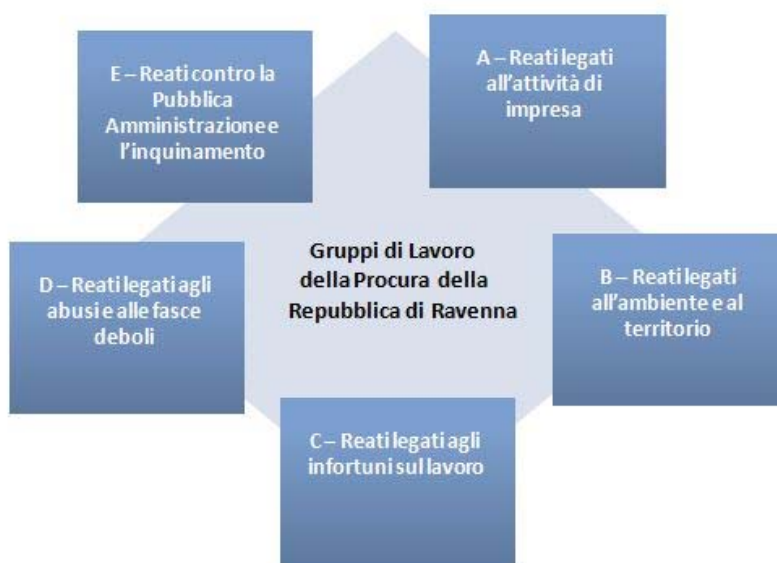 E – Reati contro la
Pubblica
Amministrazione e
l'inquinamento
A – Reati legati
all'attività di
impresa
Gruppi di Lavoro
della Procura della
Repubblica di Ravenna
D – Reati legati agli
abusi e alle fasce
deboli
B – Reati legati
all'ambiente e al
territorio
C – Reati legati agli
infortuni sul lavoro